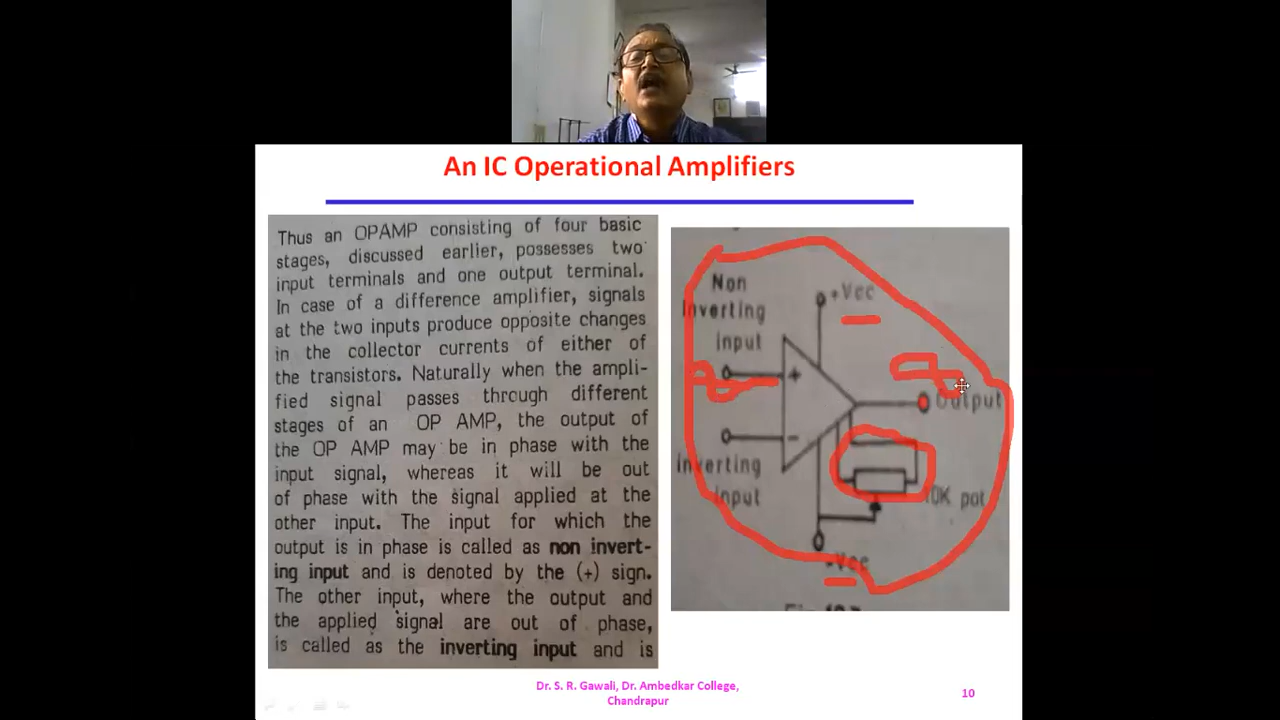 An IC Operational Amplifiers
Thus an OPAMP consisting of four basic
stages, discussed earlier, possesses two
input terminals and one output terminal.
In case of a difference amplifier, signals
at the two inputs produce opposite changes
in the collector currents of either of
the transistors. Naturally when the ampli-
fied signal passes through different
stages of an OP AMP, the output of
the OP AMP may be in phase with the
input signal, whereas it will be out
of phase with the signal applied at the
other input. The input for which the
output is in phase is called as non invert-
ing input and is denoted by the (+) sign.
The other input, where the output and
the applied signal are out of phase,
is called as the inverting input and is
Non
inverting
input
+Vcc
+
Output
-
inverting
input
10K pot
-Vcc
Dr. S. R. Gawali, Dr. Ambedkar College,
Chandrapur
10